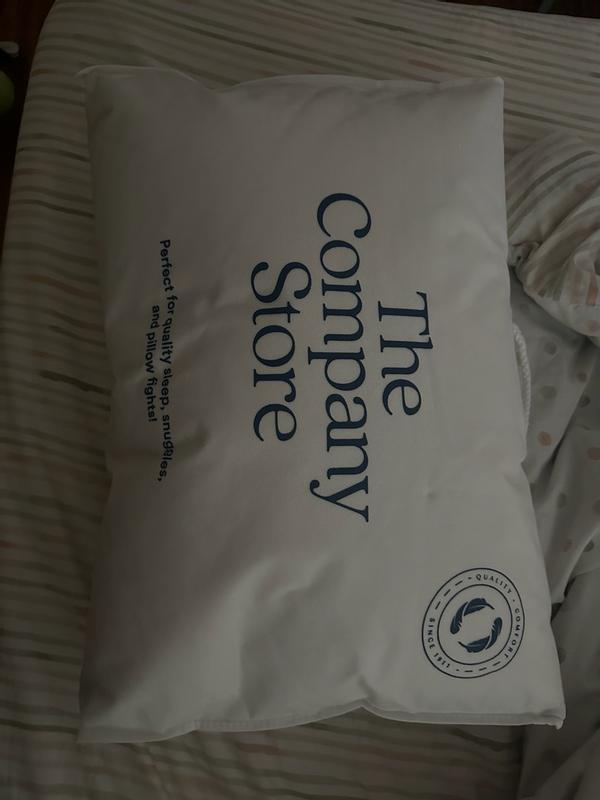 The
Company
Store
Perfect for quality sleep, snuggles,
and pillow fights!
QUALITY · COMFORT
SINCE 1911